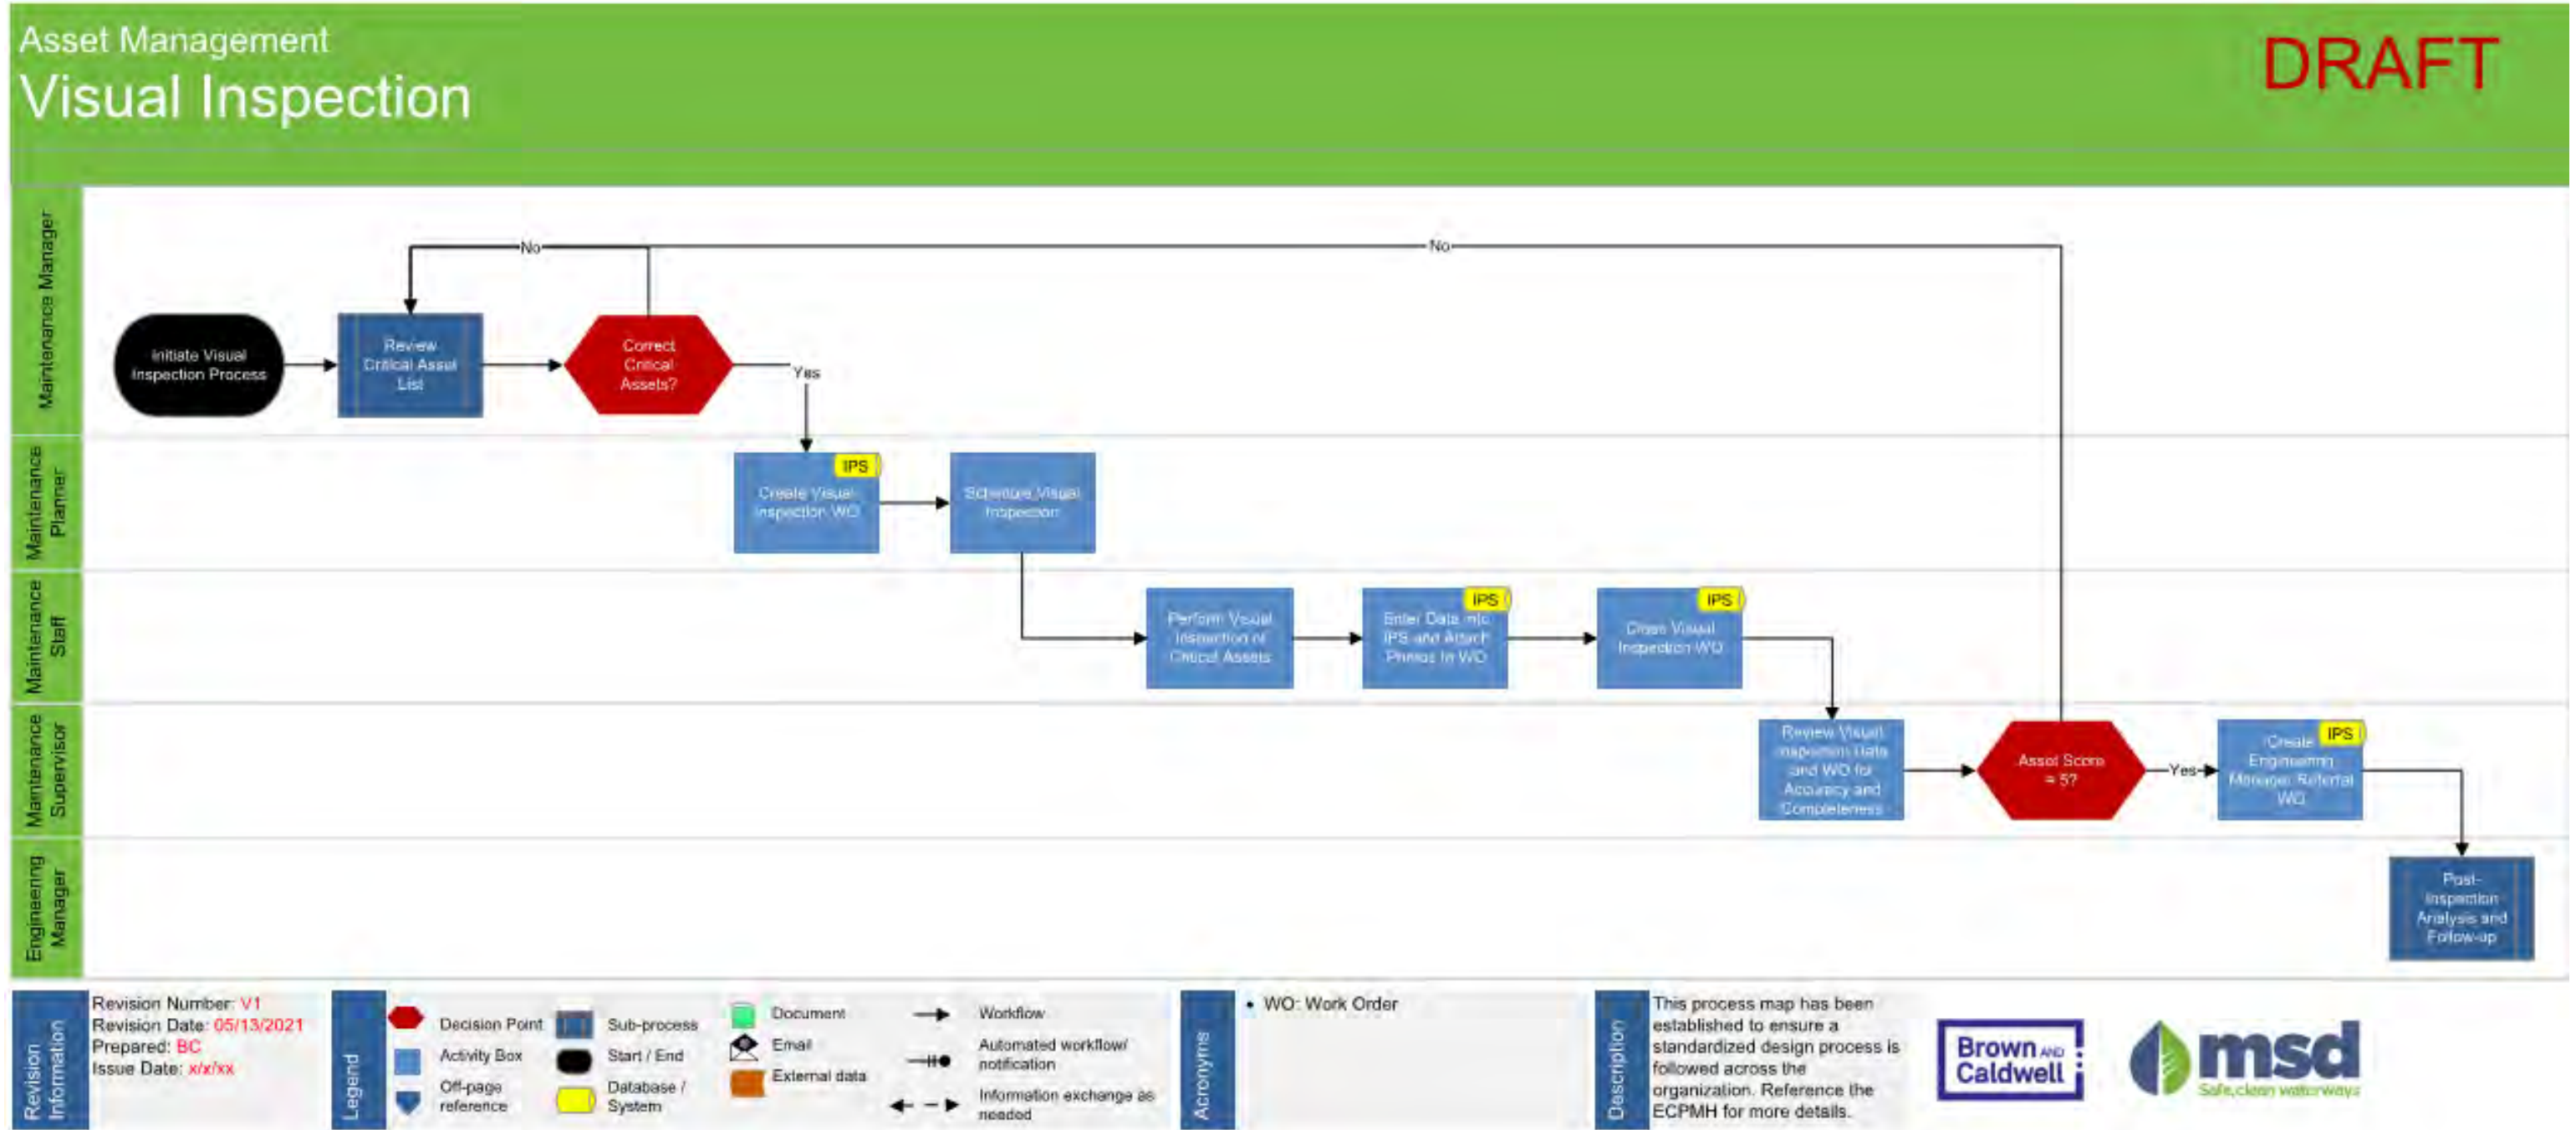 Asset Management
Visual Inspection
DRAFT
Maintenance Manager
No
No
Initiate Visual
Inspection Process
Review
Critical Asset
List
Correct
Critical
Assets?
Yes
Maintenance
Planner
IPS
Create Visual
Inspection WO
Schedule Visual
Inspection
Maintenance
Staff
Perform Visual
Inspection of
Critical Assets
IPS
Enter Data into
IPS and Attach
Photos to WO
IPS
Close Visual
Inspection WO
Maintenance
Supervisor
Review Visual
Inspection Data
and WO for
Accuracy and
Completeness
Asset Score
= 5?
Yes
IPS
Create
Engineering
Manager Referral
WO
Engineering
Manager
Post-
Inspection
Analysis and
Follow-up
Revision
Information
Revision Number: V1
Revision Date: 05/13/2021
Prepared: BC
Issue Date: x/x/xx
Legend
Decision Point
Activity Box
Off-page
reference
Sub-process
Start / End
Database /
System
Document
Email
External data
Workflow
Automated workflow/
notification
Information exchange as
needed
Acronyms
• WO: Work Order
Description
This process map has been
established to ensure a
standardized design process is
followed across the
organization. Reference the
ECPMH for more details.
Brown AND
Caldwell
msd
Safe, clean waterways